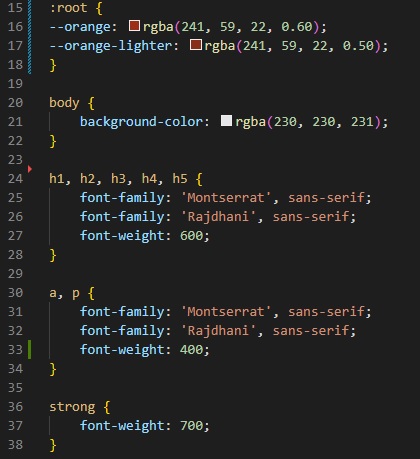 15 :root {
16 --orange: rgba(241, 59, 22, 0.60);
17 --orange-lighter: rgba(241, 59, 22, 0.50);
18 }
19
20 body {
21     background-color: rgba(230, 230, 231);
22 }
23
24 h1, h2, h3, h4, h5 {
25     font-family: 'Montserrat', sans-serif;
26     font-family: 'Rajdhani', sans-serif;
27     font-weight: 600;
28 }
29
30 a, p {
31     font-family: 'Montserrat', sans-serif;
32     font-family: 'Rajdhani', sans-serif;
33     font-weight: 400;
34 }
35
36 strong {
37     font-weight: 700;
38 }